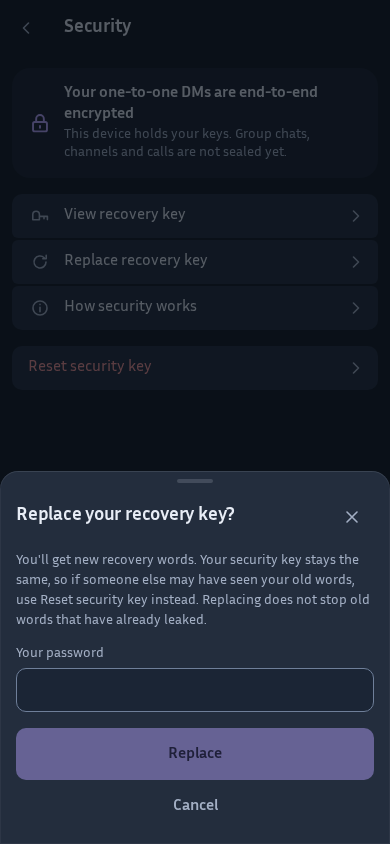 Security
Your one-to-one DMs are end-to-end
encrypted
This device holds your keys. Group chats,
channels and calls are not sealed yet.
View recovery key
Replace recovery key
How security works
Reset security key
Replace your recovery key?
You'll get new recovery words. Your security key stays the
same, so if someone else may have seen your old words,
use Reset security key instead. Replacing does not stop old
words that have already leaked.
Your password
Replace
Cancel